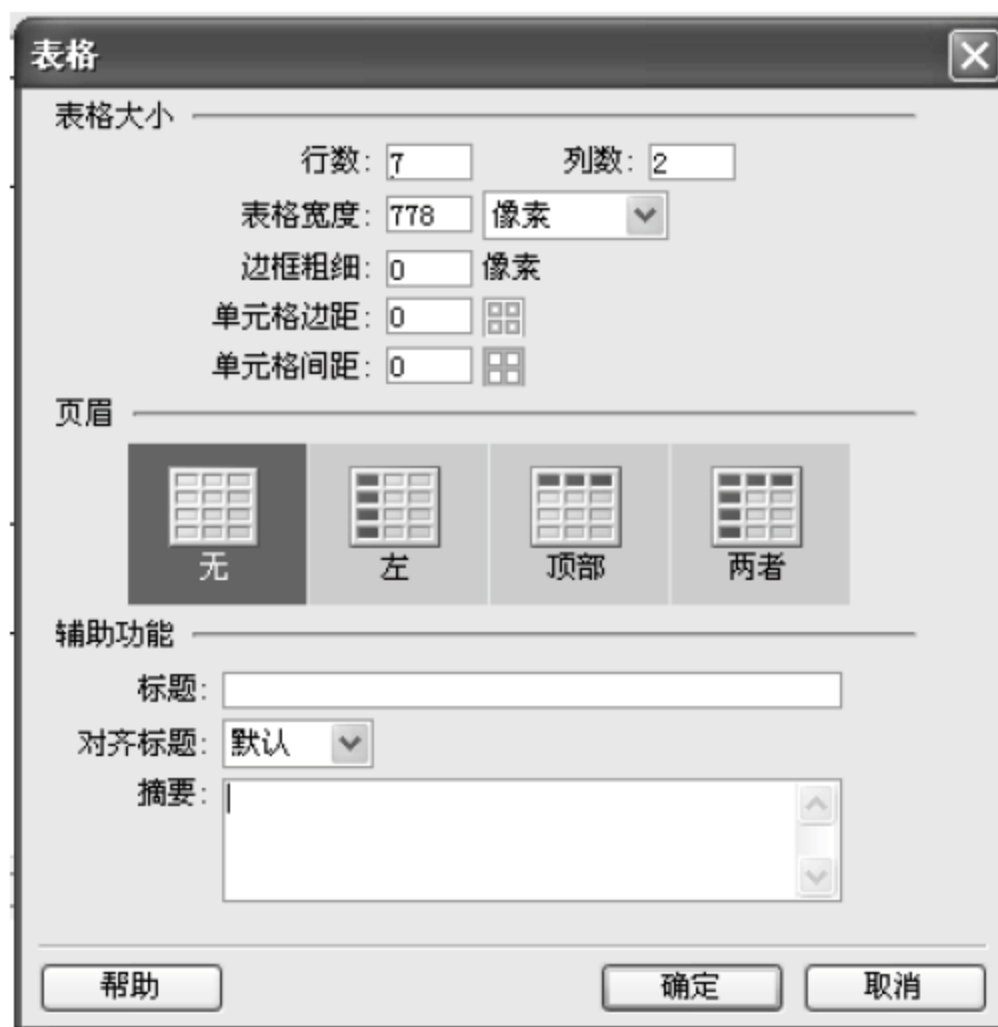 表格
表格大小
行数: 7 列数: 2
表格宽度: 778 像素
边框粗细: 0 像素
单元格边距: 0
单元格间距: 0
页眉
无 左 顶部 两者
辅助功能
标题:
对齐标题: 默认
摘要:
帮助 确定 取消